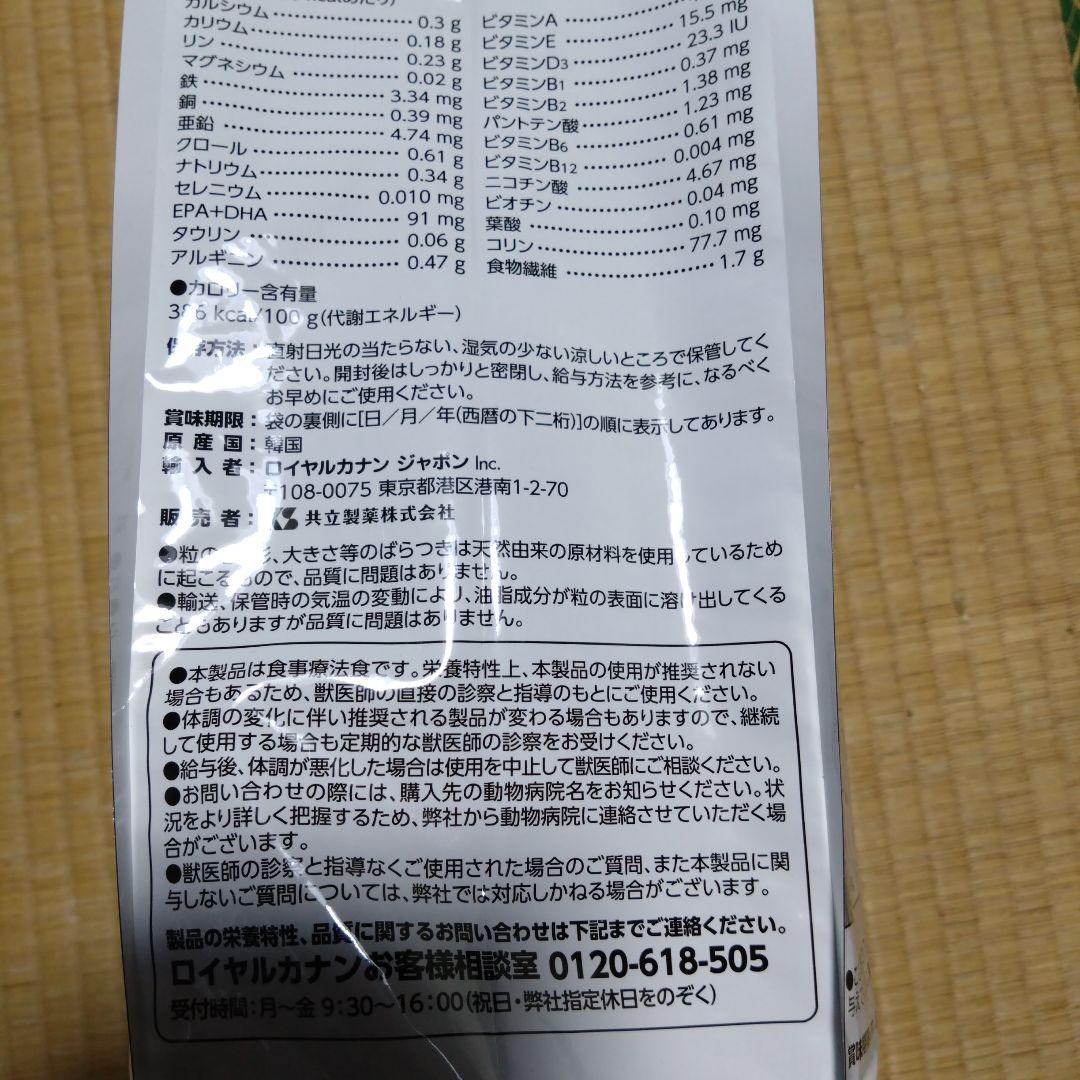 カルシウム 0.3 g
カリウム 0.18 g
リン 0.23 g
マグネシウム 0.02 g
鉄 3.34 mg
銅 0.39 mg
亜鉛 4.74 mg
クロール 0.61 g
ナトリウム 0.34 g
セレニウム 0.010 mg
EPA+DHA 91 mg
タウリン 0.06 g
アルギニン 0.47 g
ビタミンA
ビタミンE 15.5 mg
ビタミンD3 23.3 IU
ビタミンB1 0.37 mg
ビタミンB2 1.38 mg
パントテン酸 1.23 mg
ビタミンB6 0.61 mg
ビタミンB12 0.004 mg
ニコチン酸 4.67 mg
ビオチン 0.04 mg
葉酸 0.10 mg
コリン 77.7 mg
食物繊維 1.7 g
●カロリー含有量
386 kcal/100 g(代謝エネルギー)
保存方法:直射日光の当たらない、湿気の少ない涼しいところで保管してく
ださい。開封後はしっかりと密閉し、給与方法を参考に、なるべく
お早めにご使用ください。
賞味期限:袋の裏側に[日/月/年(西暦の下二桁)]の順に表示してあります。
原産国:韓国
輸入者:ロイヤルカナン ジャポン Inc.
〒108-0075 東京都港区港南1-2-70
販売者:KS 共立製薬株式会社
●粒の 形、大きさ等のばらつきは天然由来の原材料を使用しているため
に起こるもので、品質に問題はありません。
●輸送、保管時の気温の変動により、油脂成分が粒の表面に溶け出してくる
こともありますが品質に問題はありません。
●本製品は食事療法食です。栄養特性上、本製品の使用が推奨されない
場合もあるため、獣医師の直接の診察と指導のもとにご使用ください。
●体調の変化に伴い推奨される製品が変わる場合もありますので、継続
して使用する場合も定期的な獣医師の診察をお受けください。
●給与後、体調が悪化した場合は使用を中止して獣医師にご相談ください。
●お問い合わせの際には、購入先の動物病院名をお知らせください。状
況をより詳しく把握するため、弊社から動物病院に連絡させていただく場
合がございます。
●獣医師の診察と指導なくご使用された場合のご質問、また本製品に関
与しないご質問については、弊社では対応しかねる場合がございます。
製品の栄養特性、品質に関するお問い合わせは下記までご連絡ください。
ロイヤルカナンお客様相談室 0120-618-505
受付時間:月〜金 9:30〜16:00(祝日・弊社指定休日をのぞく)